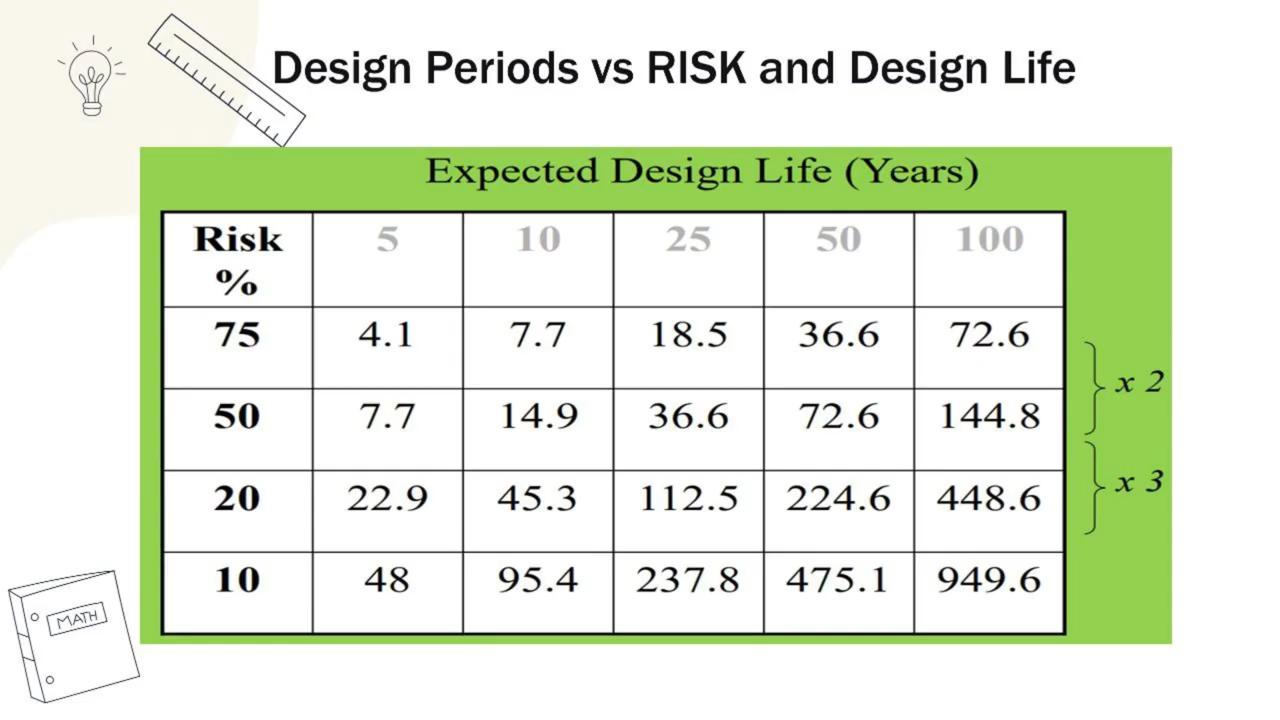 Design Periods vs RISK and Design Life
Expected Design Life (Years)
Risk % 5 10 25 50 100
75 4.1 7.7 18.5 36.6 72.6
x 2
50 7.7 14.9 36.6 72.6 144.8
x 3
20 22.9 45.3 112.5 224.6 448.6
10 48 95.4 237.8 475.1 949.6
MATH